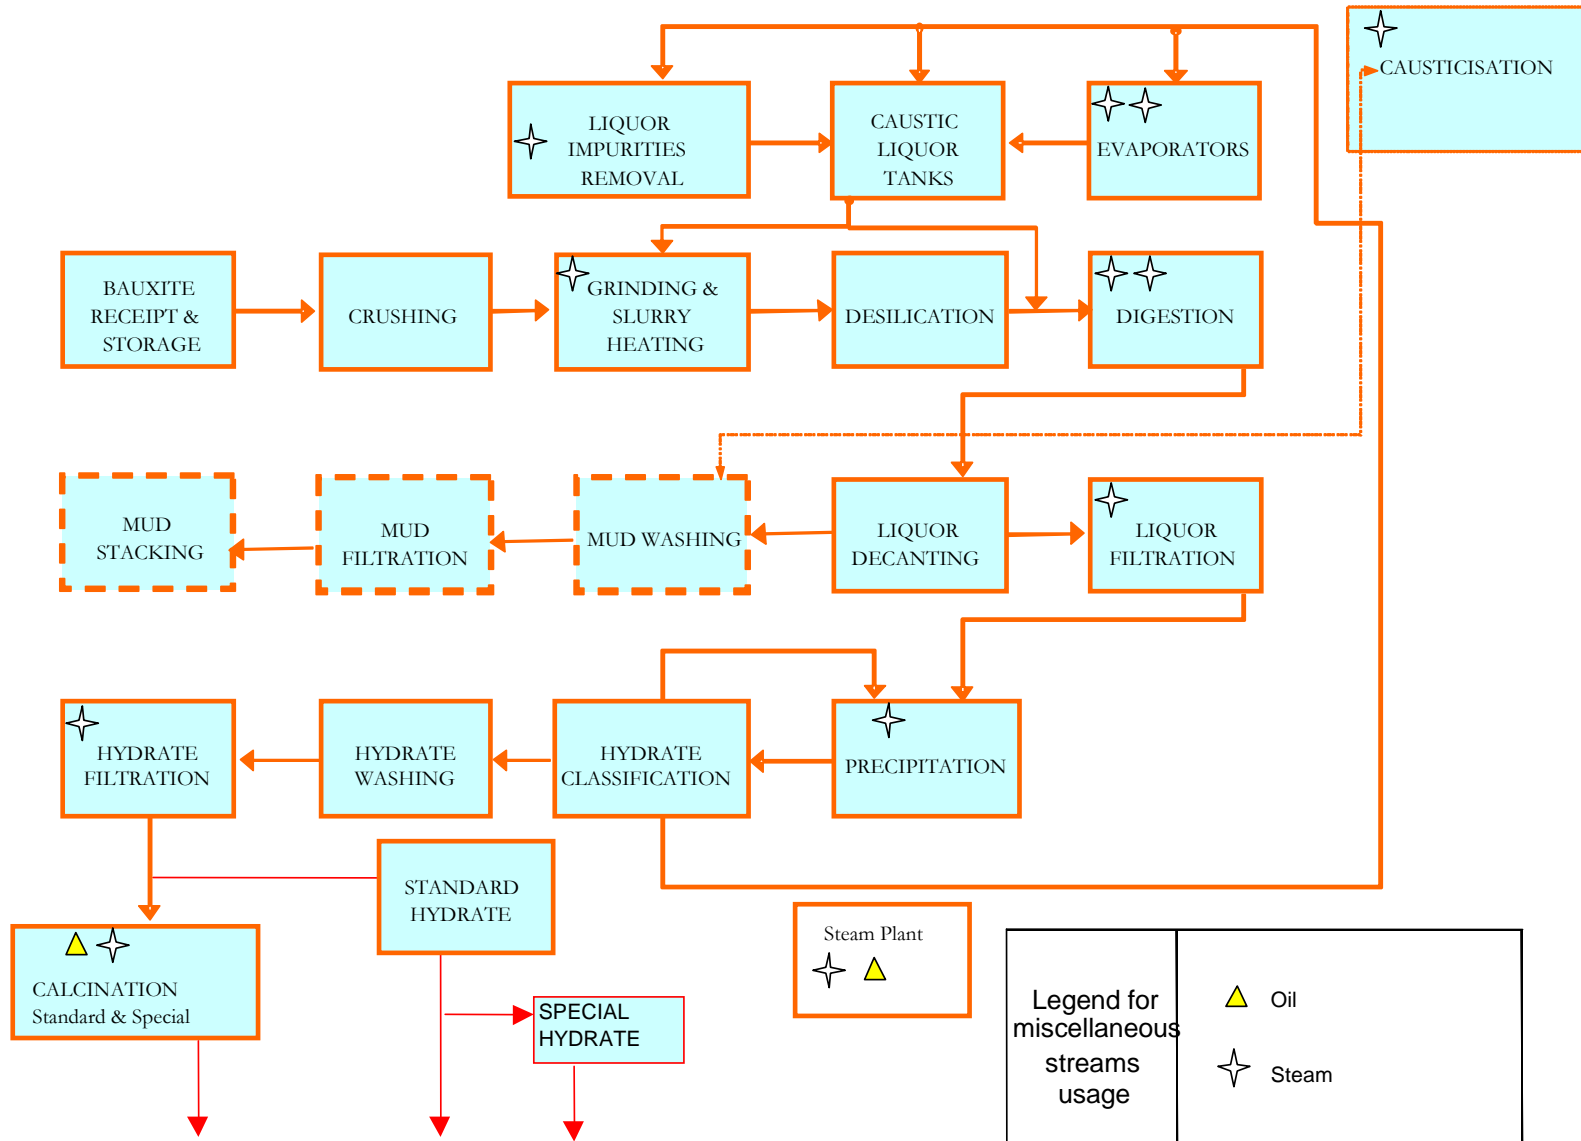 CAUSTICISATION
LIQUOR
IMPURITIES
REMOVAL
CAUSTIC
LIQUOR
TANKS
EVAPORATORS
BAUXITE
RECEIPT &
STORAGE
CRUSHING
GRINDING &
SLURRY
HEATING
DESILICATION
DIGESTION
MUD
STACKING
MUD
FILTRATION
MUD WASHING
LIQUOR
DECANTING
LIQUOR
FILTRATION
HYDRATE
FILTRATION
HYDRATE
WASHING
HYDRATE
CLASSIFICATION
PRECIPITATION
STANDARD
HYDRATE
CALCINATION
Standard & Special
SPECIAL
HYDRATE
Steam Plant
Legend for
miscellaneous
streams
usage
Oil
Steam